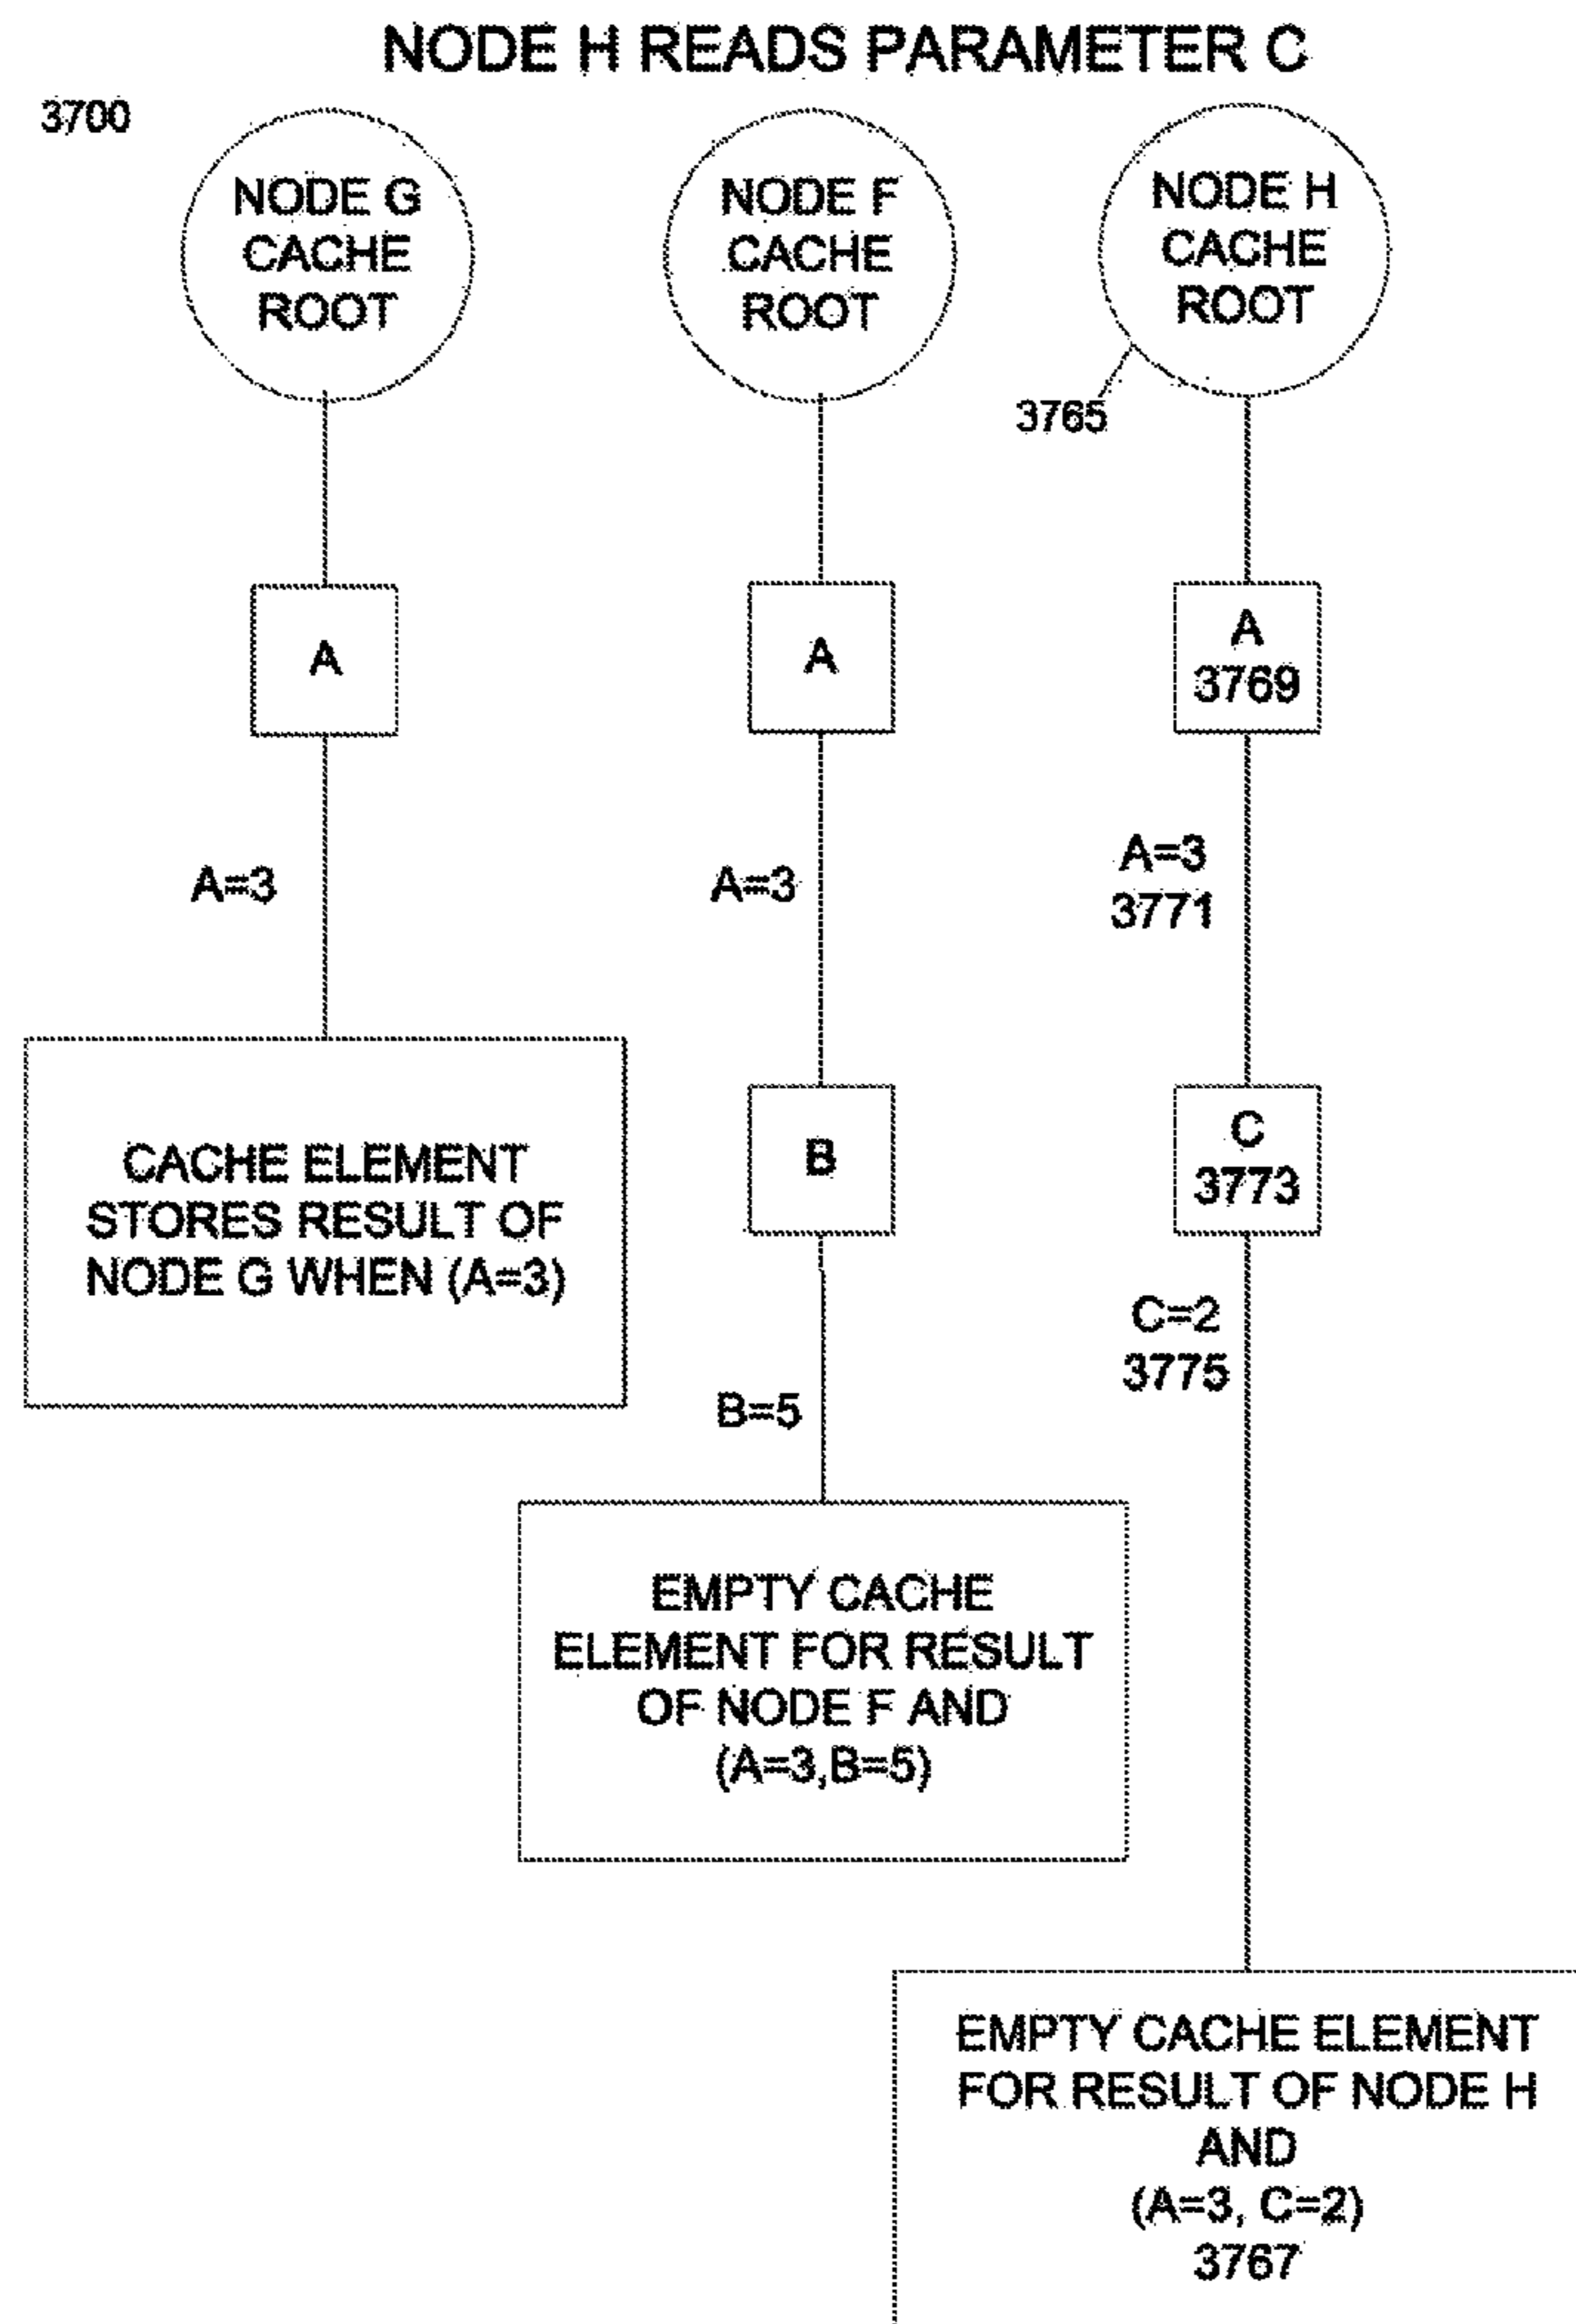 NODE H READS PARAMETER C
3700
NODE G
CACHE
ROOT
NODE F
CACHE
ROOT
NODE H
CACHE
ROOT
3765
A
A
A
3769
A=3
A=3
A=3
3771
CACHE ELEMENT
STORES RESULT OF
NODE G WHEN (A=3)
B
C
3773
B=5
C=2
3775
EMPTY CACHE
ELEMENT FOR RESULT
OF NODE F AND
(A=3,B=5)
EMPTY CACHE ELEMENT
FOR RESULT OF NODE H
AND
(A=3, C=2)
3767